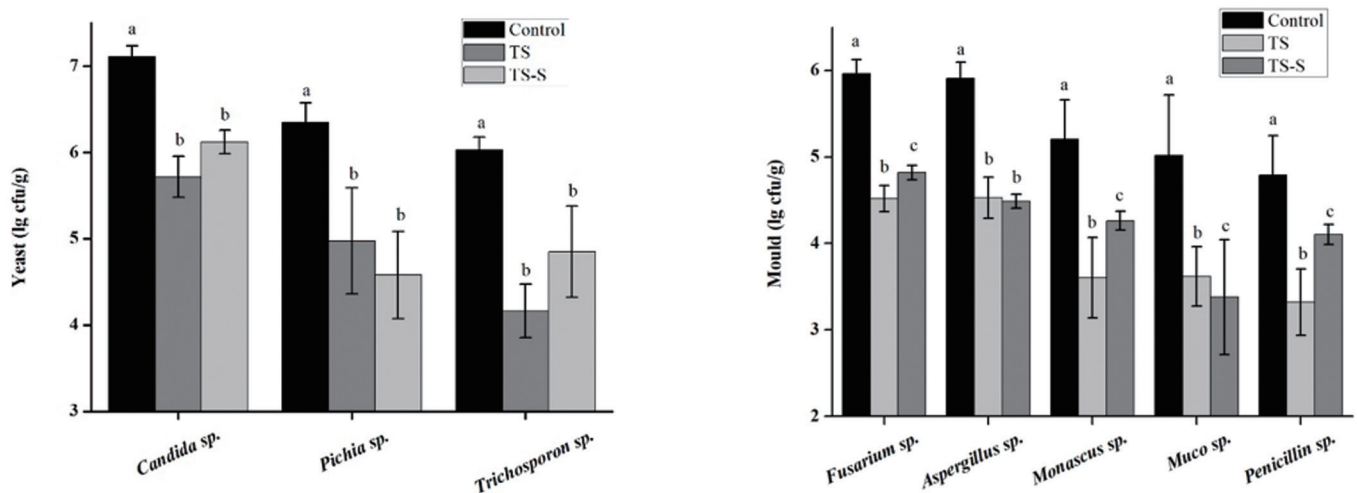 Yeast (lg cfu/g)
7
6
5
4
3
a
b
b
a
b
b
a
b
b
Control
TS
TS-S
Candida sp.
Pichia sp.
Trichosporon sp.
Mould (lg cfu/g)
6
5
4
3
2
a
b
c
a
b
b
a
b
c
a
b
c
a
b
c
Control
TS
TS-S
Fusarium sp.
Aspergillus sp.
Monascus sp.
Muco sp.
Penicillin sp.